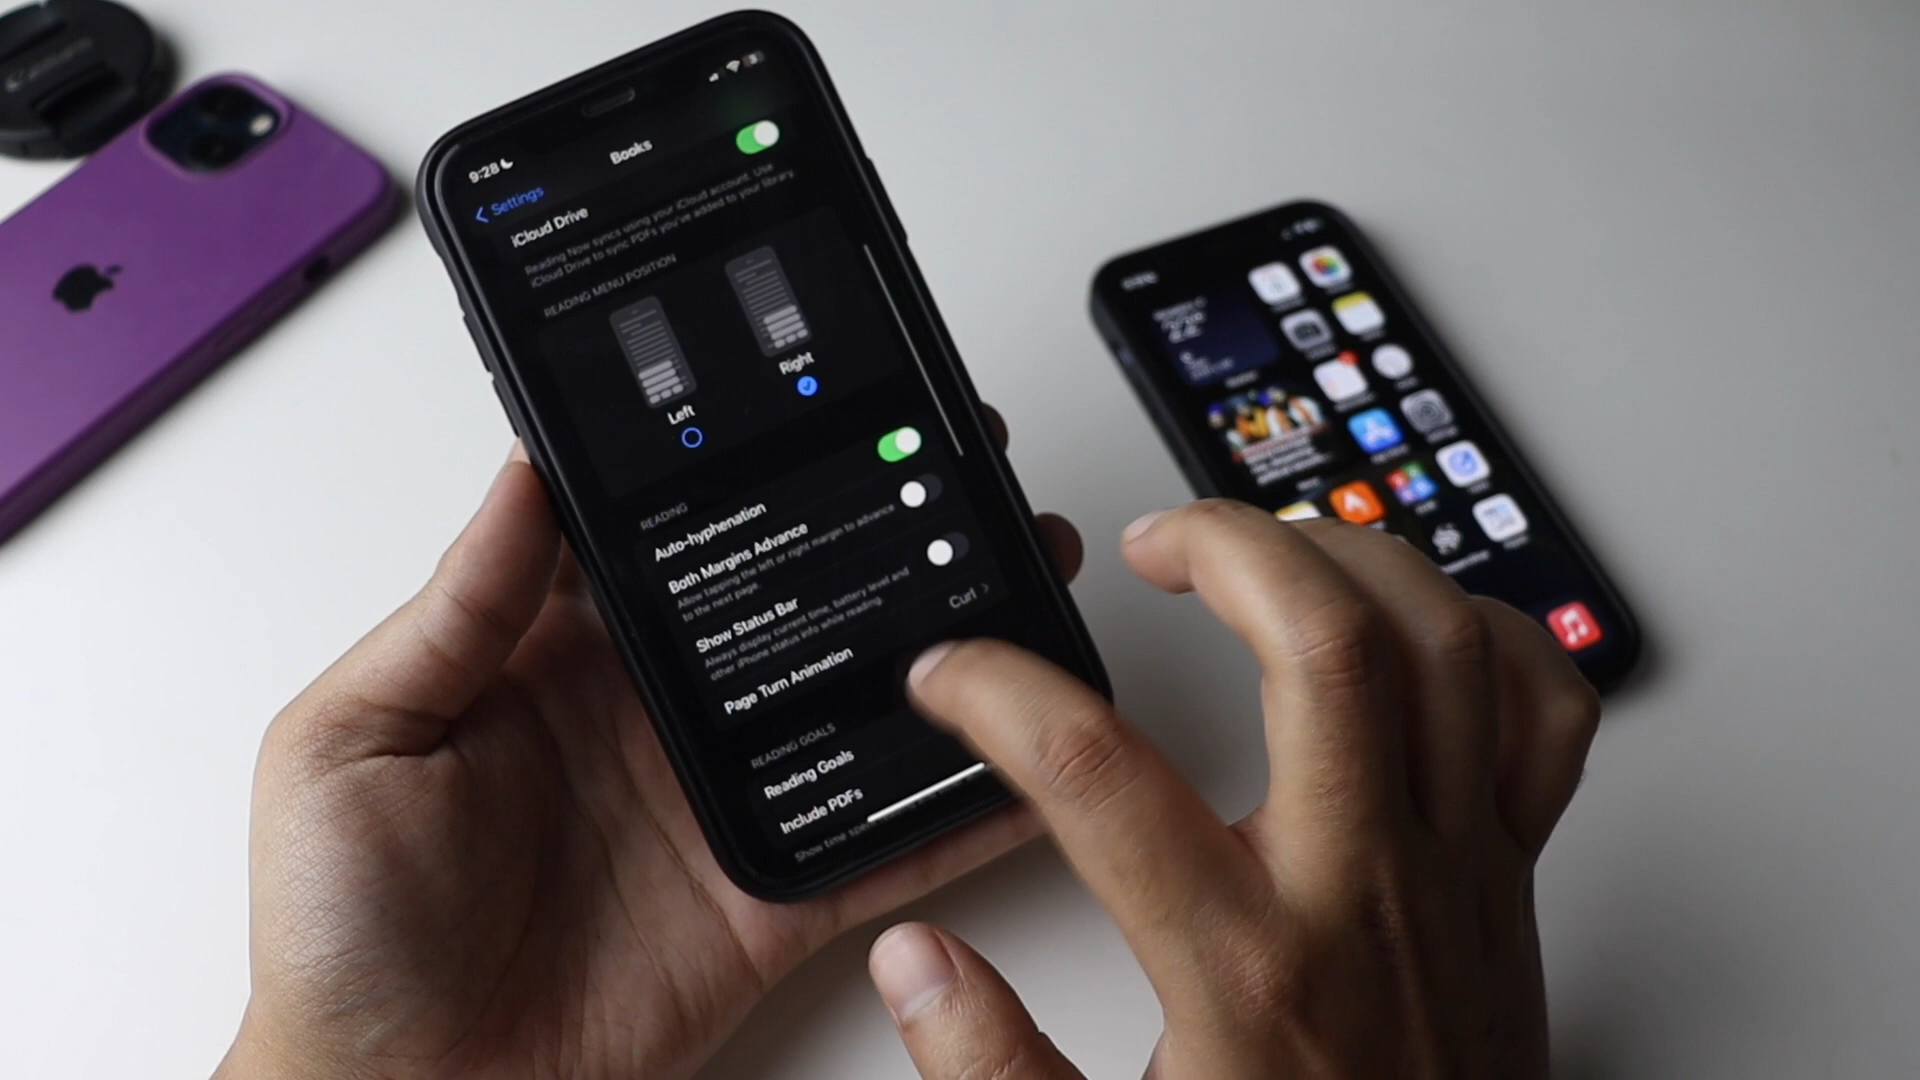 9:28
Books
Settings
iCloud Drive
Reading Now syncs using your iCloud account. Use
iCloud Drive to sync PDFs you've added to your library.
READING MENU POSITION
Left
Right
READING
Auto-hyphenation
Both Margins Advance
Allow tapping the left or right margin to advance
to the next page.
Show Status Bar
Always display current time, battery level and
other iPhone status info while reading.
Page Turn Animation
Curl
READING GOALS
Reading Goals
Include PDFs
Show time